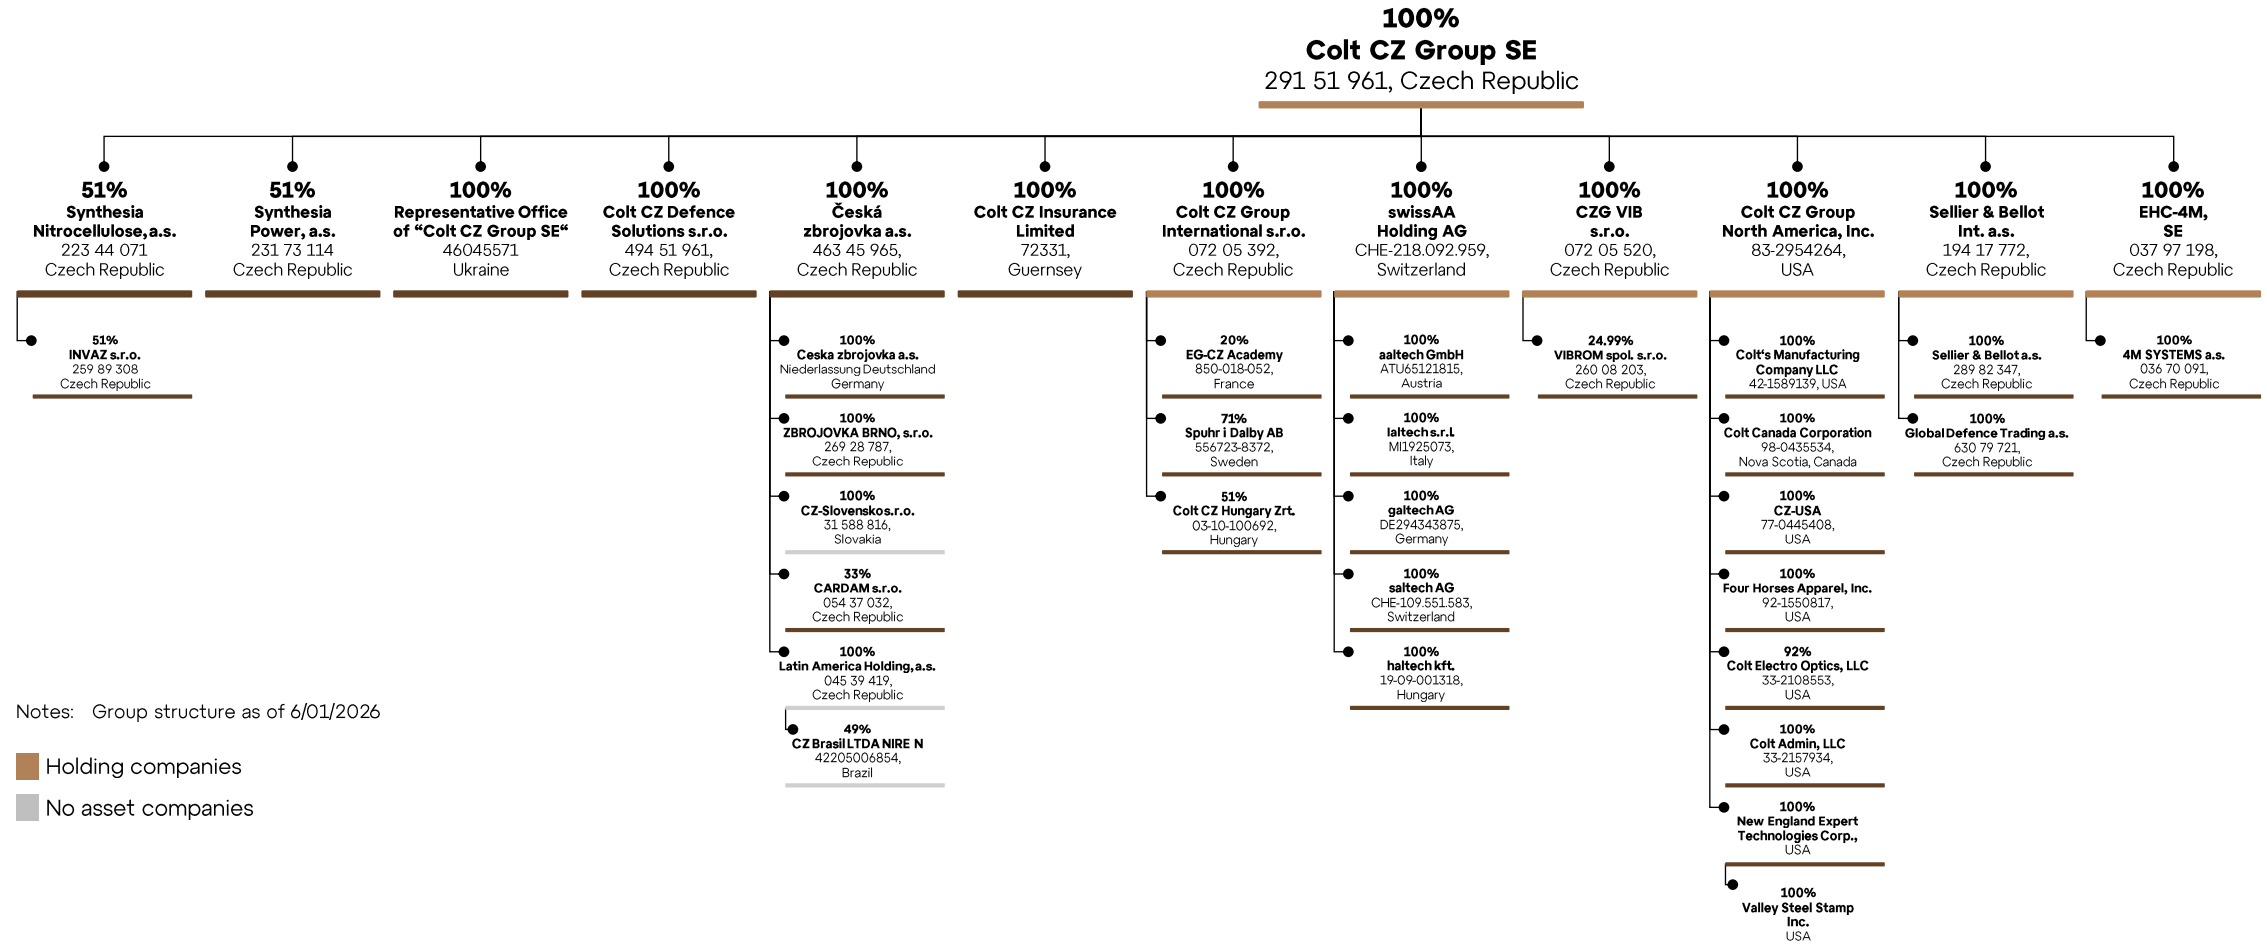 100%
Colt CZ Group SE
291 51 961, Czech Republic
51%
Synthesia
Nitrocellulose, a.s.
223 44 071
Czech Republic
51%
INVAZ s.r.o.
259 89 308
Czech Republic
51%
Synthesia
Power, a.s.
231 73 114
Czech Republic
100%
Representative Office
of “Colt CZ Group SE“
46045571
Ukraine
100%
Colt CZ Defence
Solutions s.r.o.
494 51 961,
Czech Republic
100%
Česká
zbrojovka a.s.
463 45 965,
Czech Republic
100%
Ceska zbrojovka a.s.
Niederlassung Deutschland
Germany
100%
ZBROJOVKA BRNO, s.r.o.
269 28 787,
Czech Republic
100%
CZ-Slovensko s.r.o.
31 588 816,
Slovakia
33%
CARDAM s.r.o.
054 37 032,
Czech Republic
100%
Latin America Holding, a.s.
045 39 419,
Czech Republic
49%
CZ Brasil LTDA NIRE N
42205006854,
Brazil
100%
Colt CZ Insurance
Limited
72331,
Guernsey
100%
Colt CZ Group
International s.r.o.
072 05 392,
Czech Republic
20%
EG-CZ Academy
850-018-052,
France
71%
Spuhr i Dalby AB
556723-8372,
Sweden
51%
Colt CZ Hungary Zrt.
03-10-100692,
Hungary
100%
swissAA
Holding AG
CHE-218.092.959,
Switzerland
100%
aaltech GmbH
ATU65121815,
Austria
100%
Ialtech s.r.l.
MI1925073,
Italy
100%
galtech AG
DE294343875,
Germany
100%
saltech AG
CHE-109.551.583,
Switzerland
100%
haltech kft.
19-09-001318,
Hungary
100%
CZG VIB
s.r.o.
072 05 520,
Czech Republic
24.99%
VIBROM spol. s.r.o.
260 08 203,
Czech Republic
100%
Colt CZ Group
North America, Inc.
83-2954264,
USA
100%
Colt‘s Manufacturing
Company LLC
42-1589139, USA
100%
Colt Canada Corporation
98-0435534,
Nova Scotia, Canada
100%
CZ-USA
77-0445408,
USA
100%
Four Horses Apparel, Inc.
92-1550817,
USA
92%
Colt Electro Optics, LLC
33-2108553,
USA
100%
Colt Admin, LLC
33-2157934,
USA
100%
New England Expert
Technologies Corp.,
USA
100%
Valley Steel Stamp
Inc.
USA
100%
Sellier & Bellot
Int. a.s.
194 17 772,
Czech Republic
100%
Sellier & Bellot a.s.
289 82 347,
Czech Republic
100%
Global Defence Trading a.s.
630 79 721,
Czech Republic
100%
EHC-4M,
SE
037 97 198,
Czech Republic
100%
4M SYSTEMS a.s.
036 70 091,
Czech Republic
Notes: Group structure as of 6/01/2026
Holding companies
No asset companies